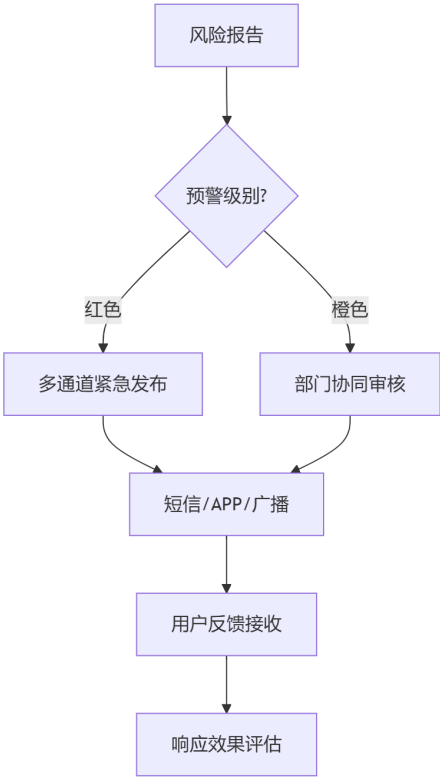 风险报告
预警级别?
红色
橙色
多通道紧急发布
部门协同审核
短信/APP/广播
用户反馈接收
响应效果评估